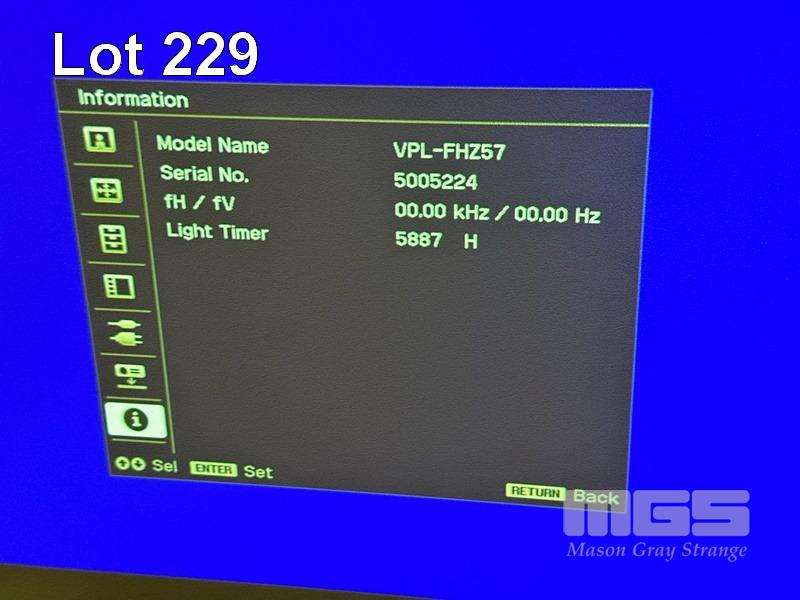 Lot 229
Information
Model Name VPL-FHZ57
Serial No. 5005224
fH / fV 00.00 kHz / 00.00 Hz
Light Timer 5887 H
Sel ENTER Set
RETURN Back
MGS
Mason Gray Strange